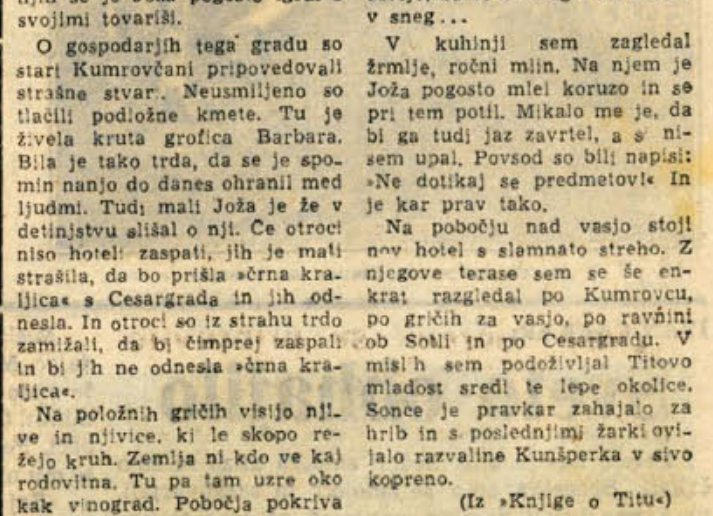 svojimi tovariši.
O gospodarjih tega gradu so
stari Kumrovčani pripovedovali
strašne stvar.. Neusmiljeno so
tlačili podložne kmete. Tu je
živela kruta grofica Barbara.
Bila je tako trda, da se je spo-
min nanjo do danes ohranil med
ljudmi. Tudi mali Joža je že v
detinjstvu slišal o nji. Če otroci
niso hoteli zaspati, jih je mati
strašila, da bo prišla »črna kra-
ljica« s Cesargrada in jih od-
nesla. In otroci so iz strahu trdo
zamižali, da bi čimprej zaspali
in bi jih ne odnesla »črna kra-
ljica«.
Na položnih gričih visijo nji-
ve in njivice, ki le skopo re-
žejo kruh. Zemlja ni kdo ve kaj
rodovitna. Tu pa tam uzre oko
kak vinograd. Pobočja pokriva
v sneg...
V kuhinji sem zagledal
žrmlje, ročni mlin. Na njem je
Joža pogosto mlel koruzo in se
pri tem potil. Mikalo me je, da
bi ga tudi jaz zavrtel, a s' ni-
sem upal. Povsod so bili napisi:
»Ne dotikaj se predmetov!« In
je kar prav tako.
Na pobočju nad vasjo stoji
nov hotel s slamnato streho. Z
njegove terase sem se še en-
krat razgledal po Kumrovcu,
po gričih za vasjo, po ravnini
ob Sotli in po Cesargradu. V
mislih sem podoživljal Titovo
mladost sredi te lepe okolice.
Sonce je pravkar zahajalo za
hrib in s poslednjimi žarki ovi-
jalo razvaline Kunšperka v sivo
kopreno.
(Iz »Knjige o Titu«)